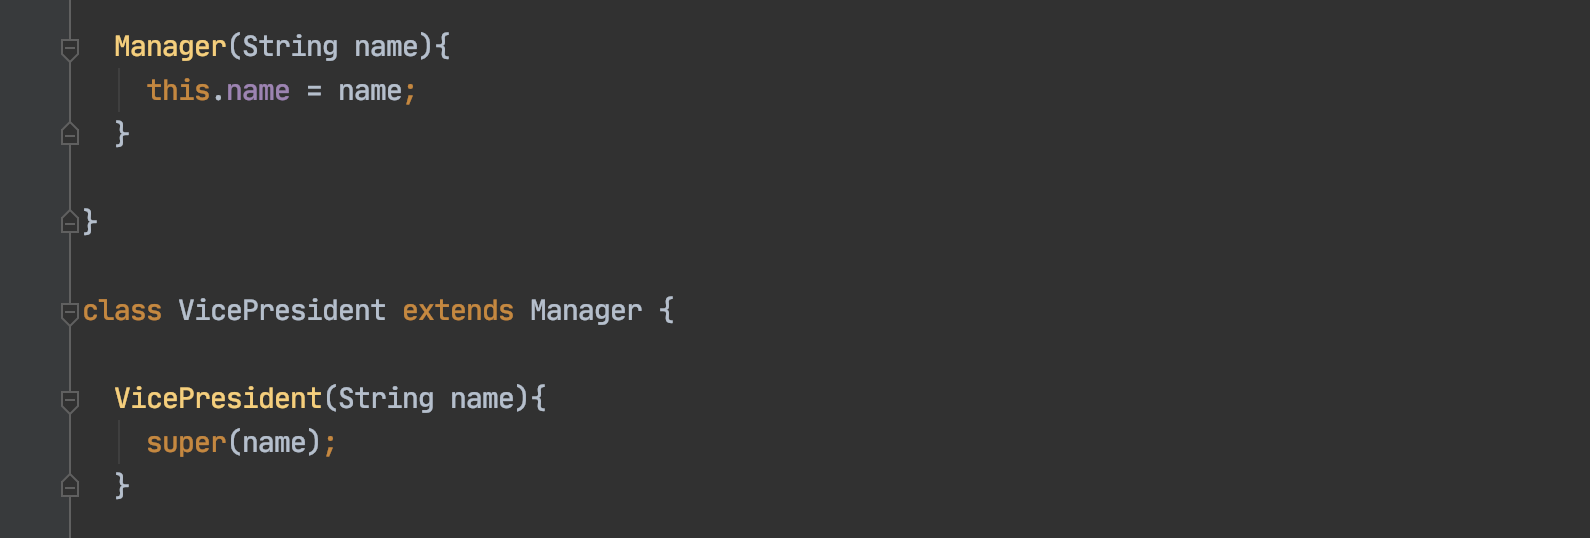 Manager(String name){
this.name = name;
}
}
class VicePresident extends Manager {
VicePresident(String name){
super(name);
}